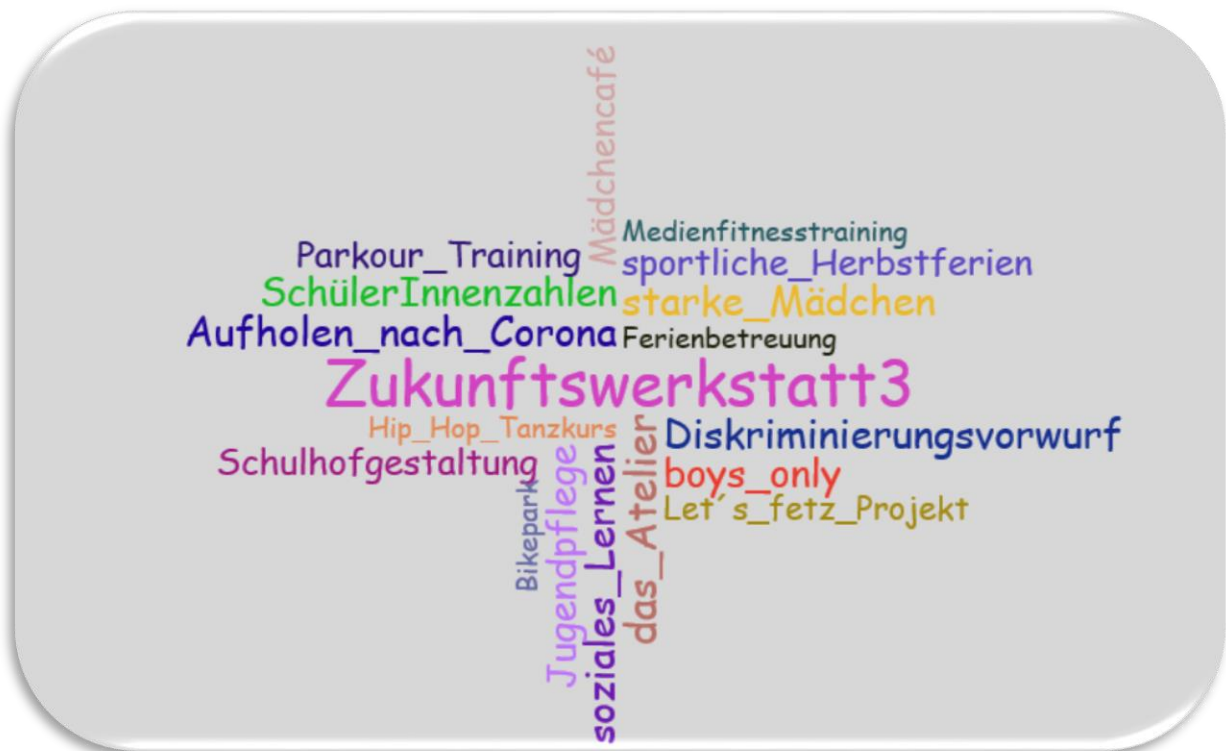 Mädchencafé
Medienfitnesstraining
Parkour_Training
sportliche_Herbstferien
SchülerInnenzahlen
starke_Mädchen
Aufholen_nach_Corona
Ferienbetreuung
Zukunftswerkstatt3
Hip_Hop_Tanzkurs
Diskriminierungsvorwurf
Schulhofgestaltung
boys_only
Let´s_fetz_Projekt
Bikepark
Jugendpflege
soziales_Lernen
das_Atelier